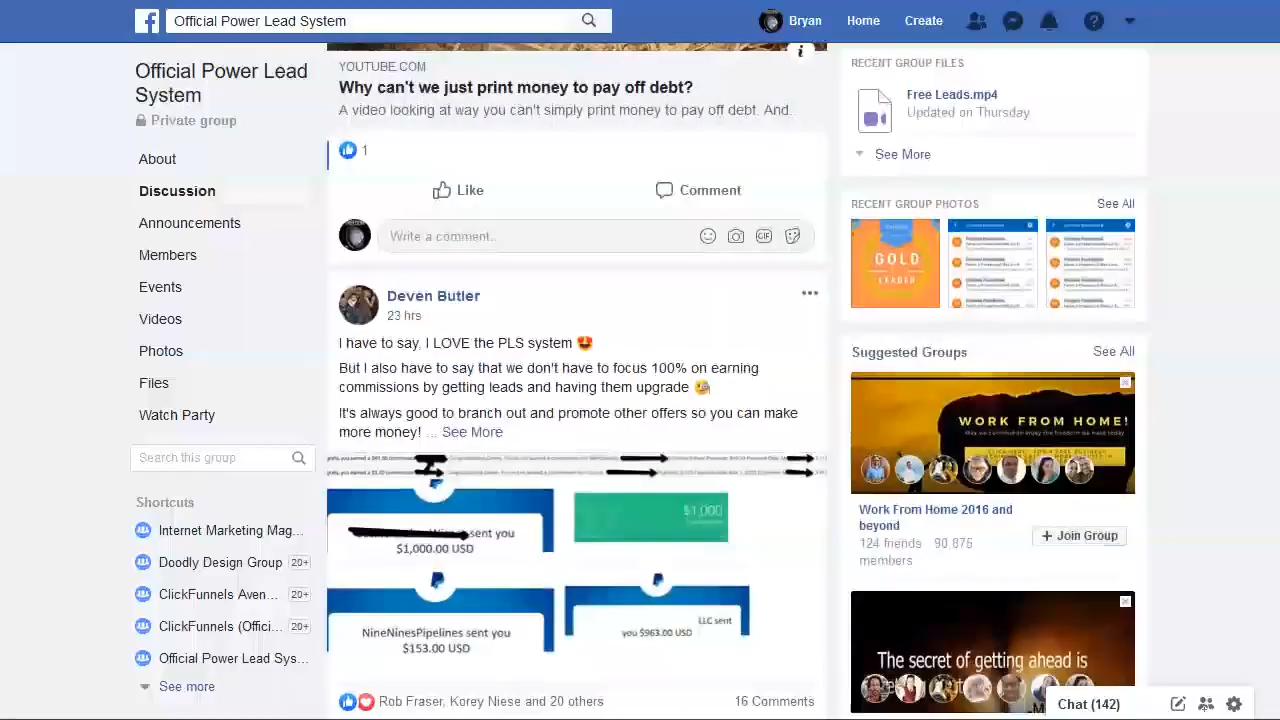 Official Power Lead System
Bryan
Home
Create
Official Power Lead
System
Private group
About
Discussion
Announcements
Members
Events
Videos
Photos
Files
Watch Party
Search this group
Shortcuts
Internet Marketing Mag...
moodly Design Group 20+
ClickFunnels Aven... 20+
ClickFunnels (Offici... 20+
Official Power Lead Sys...
See more
YOUTUBE.COM
Why can't we just print money to pay off debt?
A video looking at way you can't simply print money to pay off debt. And.
1
Like
Comment
Write a comment..
GIF
Deven Butler
23 hrs
I have to say, I LOVE the PLS system
But I also have to say that we don't have to focus 100% on earning
commissions by getting leads and having them upgrade
It's always good to branch out and promote other offers so you can make
more money! ... See More
sent you
$1,000.00 USD
$1,000
NineNinesPipelines sent you
$153.00 USD
LLC sent
you $963.00 USD
Rob Fraser, Korey Niese and 20 others
16 Comments
RECENT GROUP FILES
Free Leads.mp4
Updated on Thursday
See More
RECENT GROUP PHOTOS
See All
GOLD
LEADER
Suggested Groups
See All
WORK FROM HOME!
Work From Home 2016 and
beyond
124 friends 90,875
members
+ Join Group
The secret of getting ahead is
Chat (142)